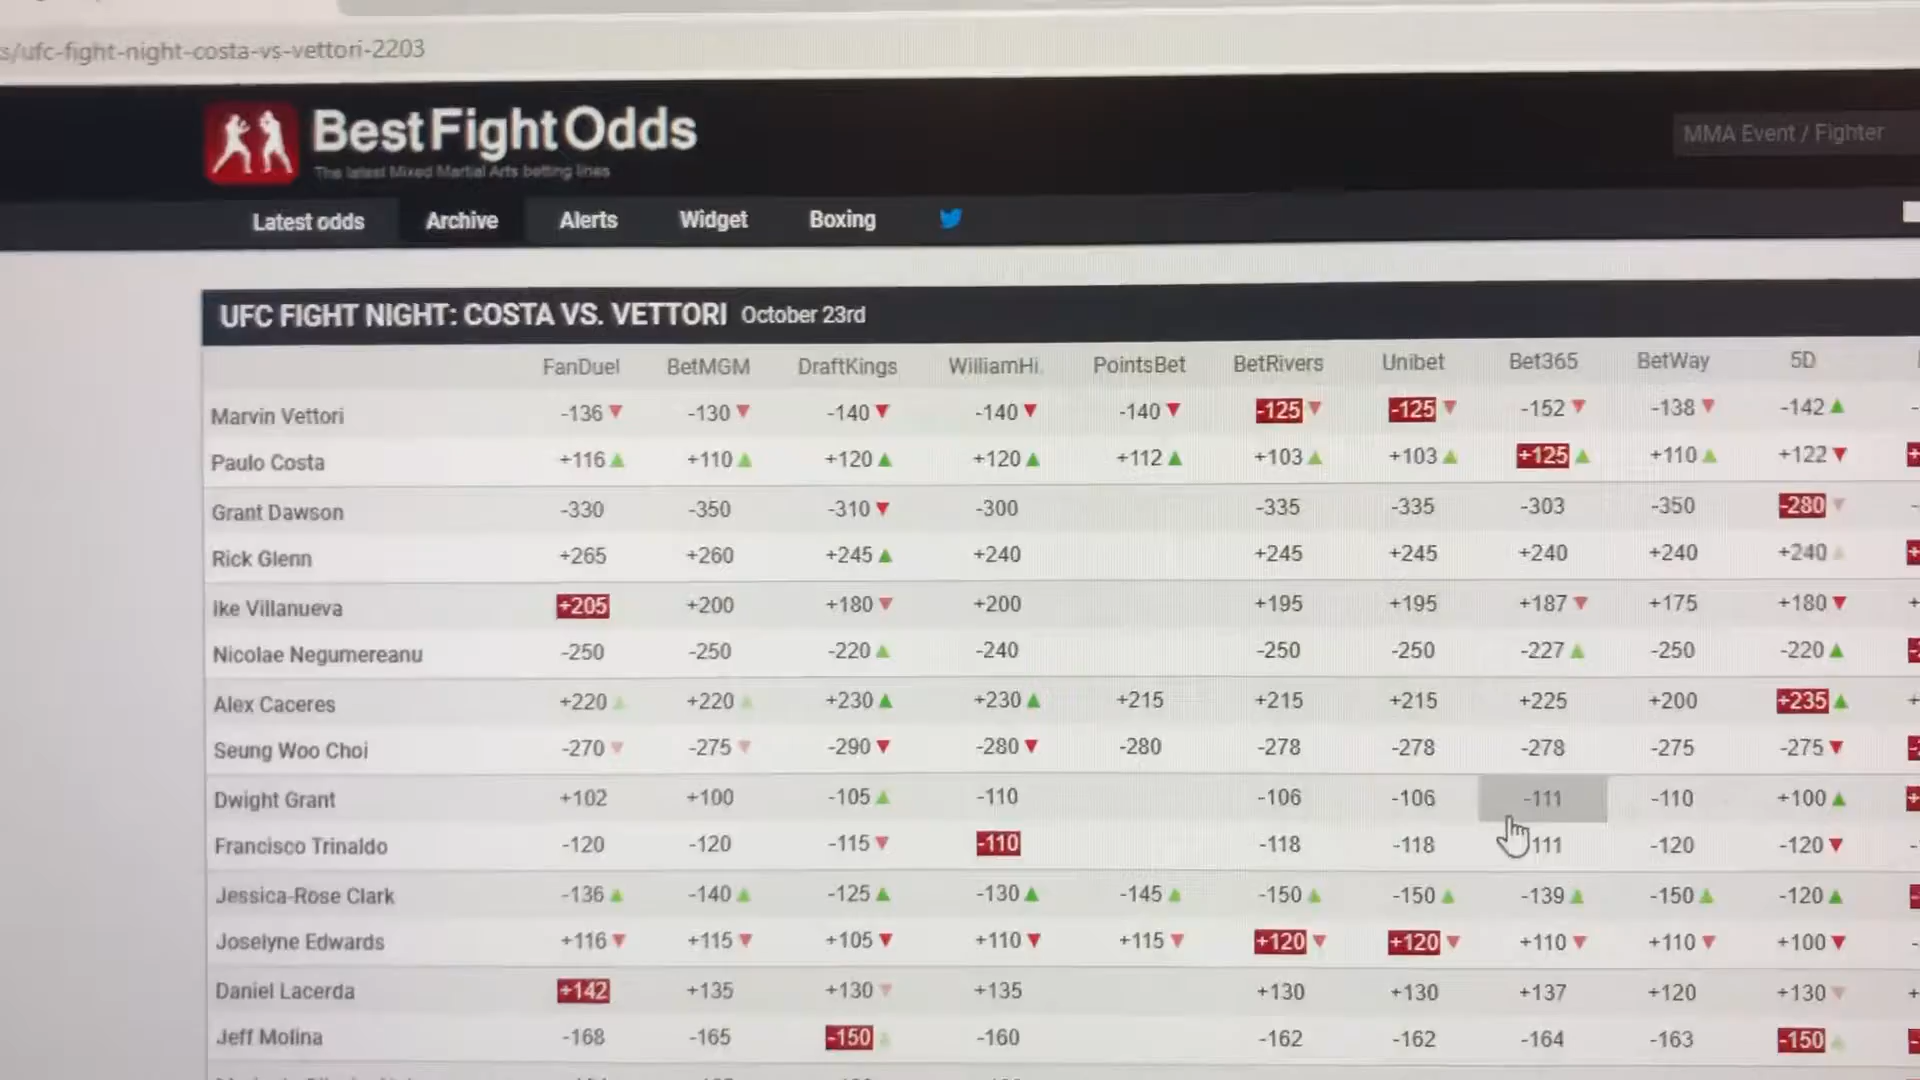 s/ufc-fight-night-costa-vs-vettori-2203
BestFightOdds
The latest Mixed Martial Arts betting lines
MMA Event / Fighter
Latest odds Archive Alerts Widget Boxing
UFC FIGHT NIGHT: COSTA VS. VETTORI October 23rd
FanDuel BetMGM DraftKings WilliamHi. PointsBet BetRivers Unibet Bet365 BetWay 5D
Marvin Vettori -136▼ -130▼ -140▼ -140▼ -140▼ -125▼ -125▼ -152▼ -138▼ -142▲
Paulo Costa +116▲ +110▲ +120▲ +120▲ +112▲ +103▲ +103▲ +125▲ +110▲ +122▼
Grant Dawson -330 -350 -310▼ -300 -335 -335 -303 -350 -280▼
Rick Glenn +265 +260 +245▲ +240 +245 +245 +240 +240 +240▲
Ike Villanueva +205 +200 +180▼ +200 +195 +195 +187▼ +175 +180▼
Nicolae Negumereanu -250 -250 -220▲ -240 -250 -250 -227▲ -250 -220▲
Alex Caceres +220▲ +220▲ +230▲ +230▲ +215 +215 +215 +225 +200 +235▲
Seung Woo Choi -270▼ -275▼ -290▼ -280▼ -280 -278 -278 -278 -275 -275▼
Dwight Grant +102 +100 -105▲ -110 -106 -106 -111 -110 +100▲
Francisco Trinaldo -120 -120 -115▼ -110 -118 -118 111 -120 -120▼
Jessica-Rose Clark -136▲ -140▲ -125▲ -130▲ -145▲ -150▲ -150▲ -139▲ -150▲ -120▲
Joselyne Edwards +116▼ +115▼ +105▼ +110▼ +115▼ +120▼ +120▼ +110▼ +110▼ +100▼
Daniel Lacerda +142 +135 +130▼ +135 +130 +130 +137 +120 +130▼
Jeff Molina -168 -165 -150▲ -160 -162 -162 -164 -163 -150▲